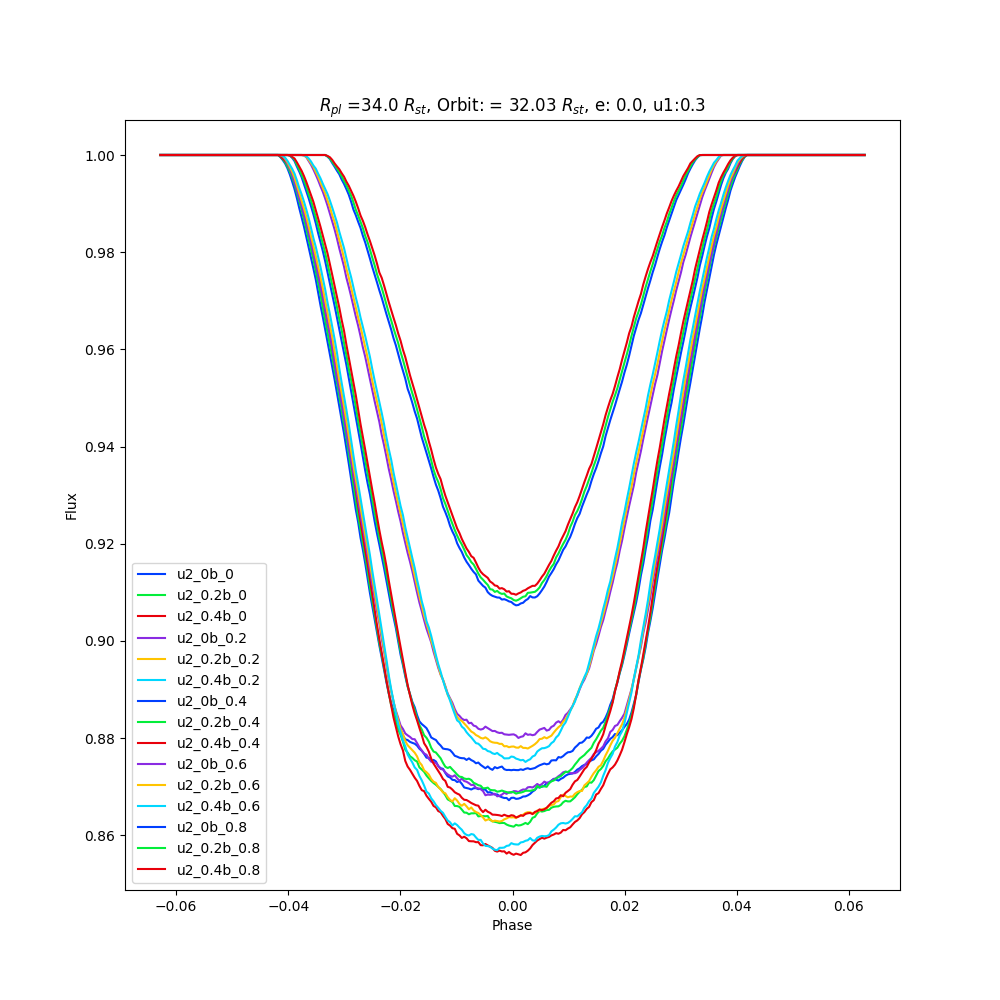 R_pl =34.0 R_st, Orbit: = 32.03 R_st, e: 0.0, u1:0.3
1.00
0.98
0.96
0.94
0.92
0.90
0.88
0.86
Flux
u2_0b_0
u2_0.2b_0
u2_0.4b_0
u2_0b_0.2
u2_0.2b_0.2
u2_0.4b_0.2
u2_0b_0.4
u2_0.2b_0.4
u2_0.4b_0.4
u2_0b_0.6
u2_0.2b_0.6
u2_0.4b_0.6
u2_0b_0.8
u2_0.2b_0.8
u2_0.4b_0.8
−0.06 −0.04 −0.02 0.00 0.02 0.04 0.06
Phase